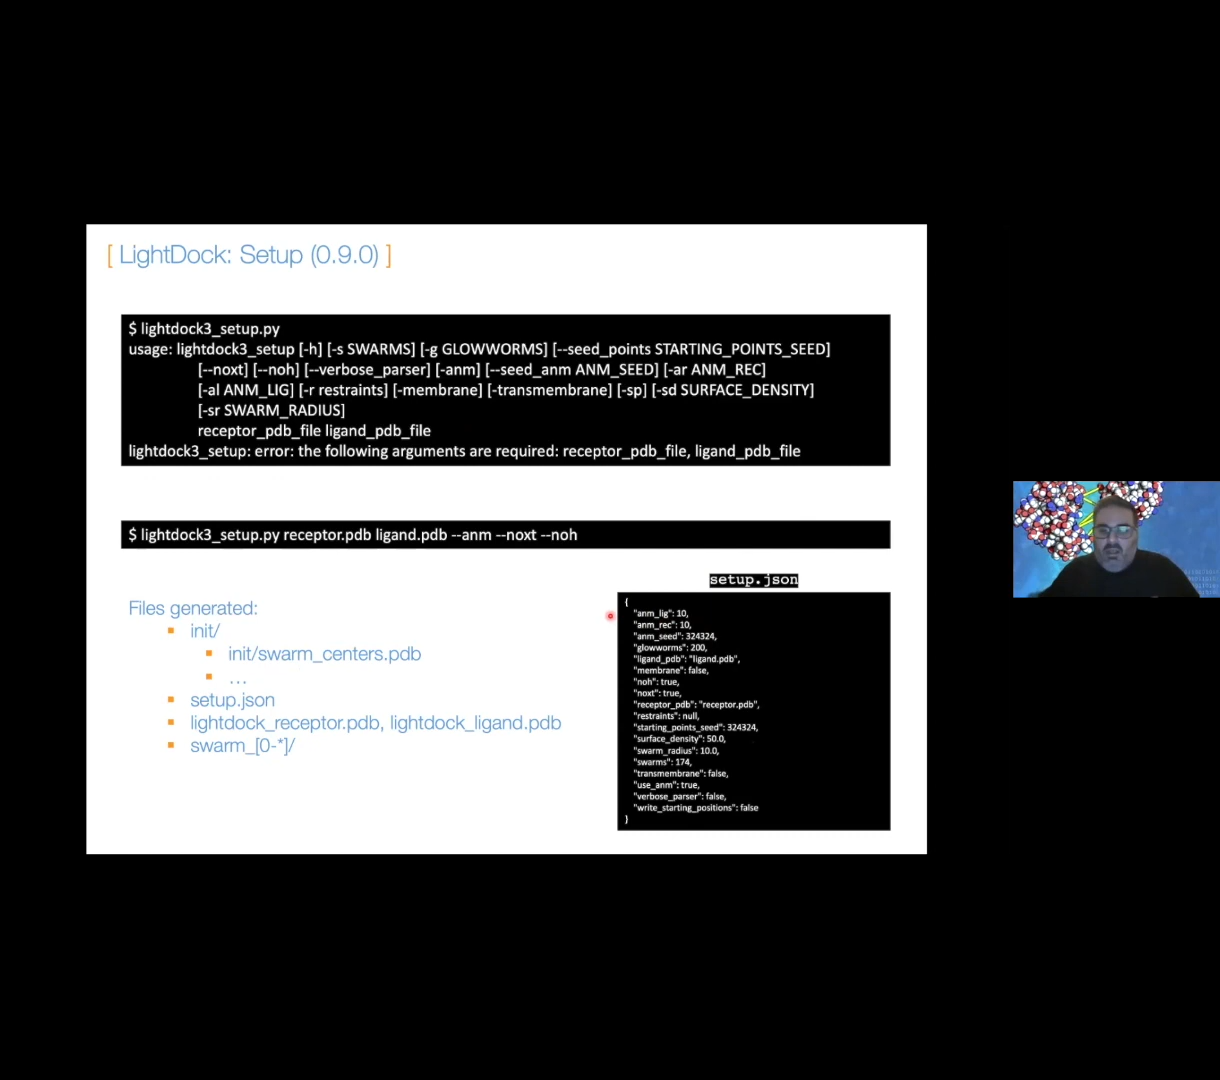 [ LightDock: Setup (0.9.0) ]
$ lightdock3_setup.py
usage: lightdock3_setup [-h] [-s SWARMS] [-g GLOWWORMS] [--seed_points STARTING_POINTS_SEED]
[--noxt] [--noh] [--verbose_parser] [-anm] [--seed_anm ANM_SEED] [-ar ANM_REC]
[-al ANM_LIG] [-r restraints] [-membrane] [-transmembrane] [-sp] [-sd SURFACE_DENSITY]
[-sr SWARM_RADIUS]
receptor_pdb_file ligand_pdb_file
lightdock3_setup: error: the following arguments are required: receptor_pdb_file, ligand_pdb_file
$ lightdock3_setup.py receptor.pdb ligand.pdb --anm --noxt --noh
Files generated:
▪ init/
▪ init/swarm_centers.pdb
▪ ...
▪ setup.json
▪ lightdock_receptor.pdb, lightdock_ligand.pdb
▪ swarm_[0-*]/
setup.json
{
"anm_lig": 10,
"anm_rec": 10,
"anm_seed": 324324,
"glowworms": 200,
"ligand_pdb": "ligand.pdb",
"membrane": false,
"noh": true,
"noxt": true,
"receptor_pdb": "receptor.pdb",
"restraints": null,
"starting_points_seed": 324324,
"surface_density": 50.0,
"swarm_radius": 10.0,
"swarms": 174,
"transmembrane": false,
"use_anm": true,
"verbose_parser": false,
"write_starting_positions": false
}